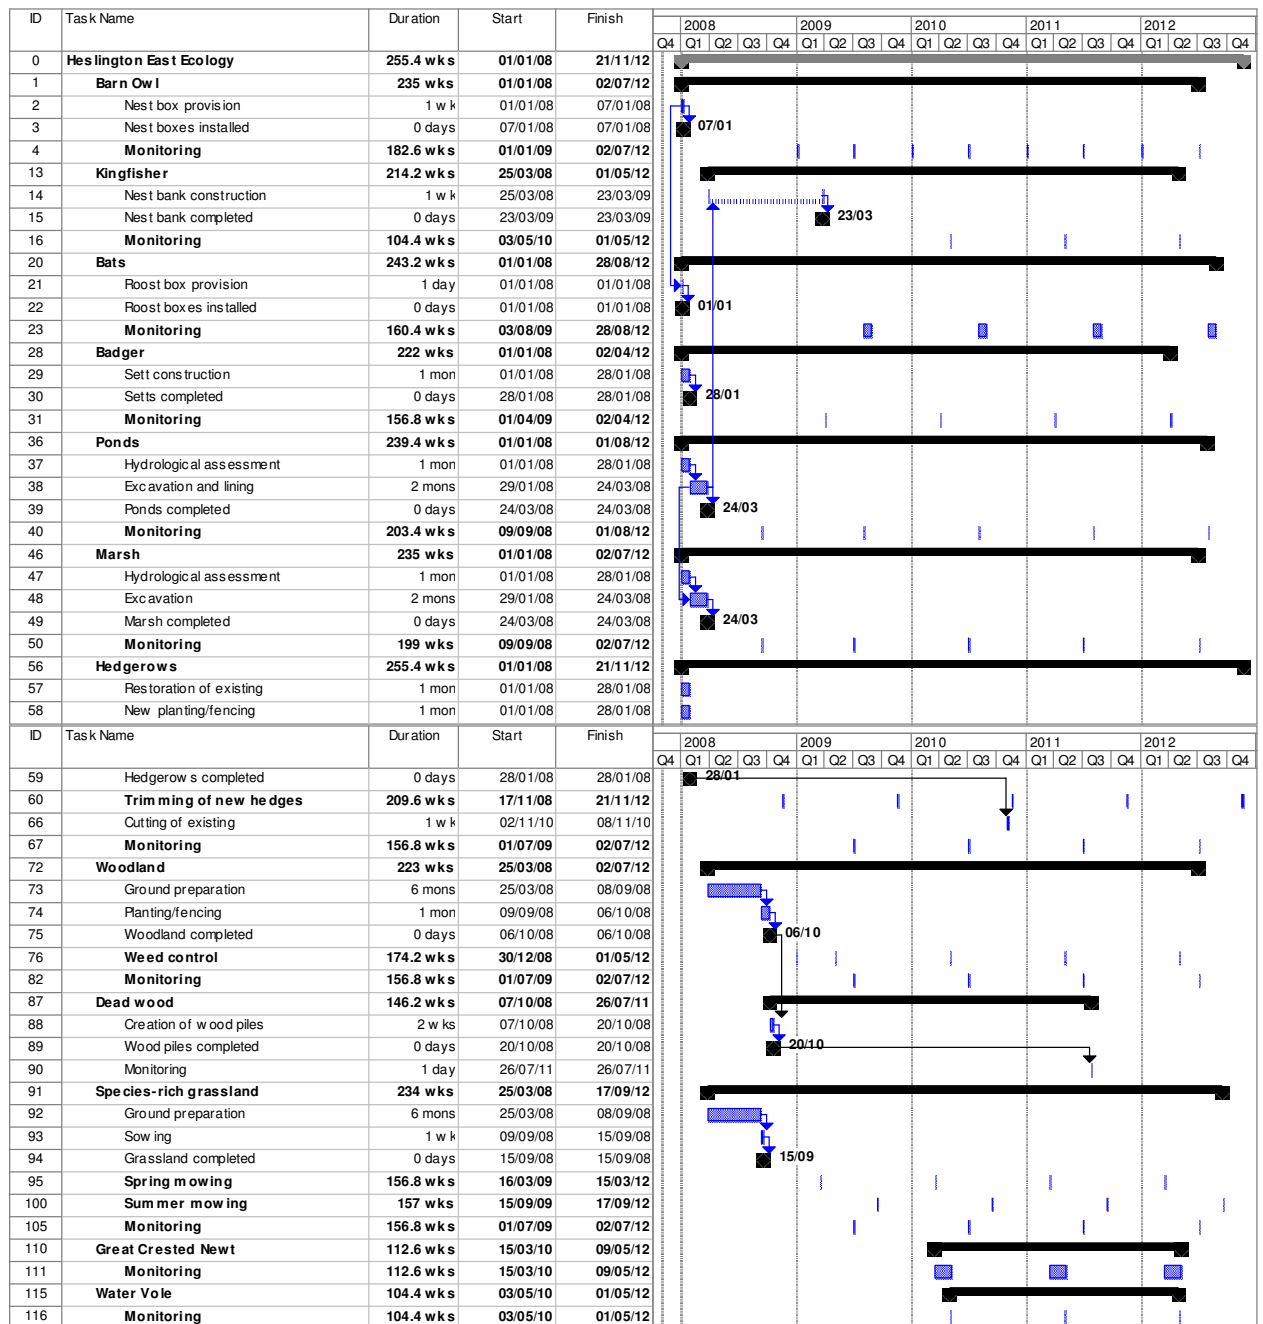 ID Task Name Duration Start Finish 2008 2009 2010 2011 2012
Q4 Q1 Q2 Q3 Q4 Q1 Q2 Q3 Q4 Q1 Q2 Q3 Q4 Q1 Q2 Q3 Q4 Q1 Q2 Q3 Q4
0 Heslington East Ecology 255.4 wks 01/01/08 21/11/12
1 Barn Owl 235 wks 01/01/08 02/07/12
2 Nest box provision 1 wk 01/01/08 07/01/08
3 Nest boxes installed 0 days 07/01/08 07/01/08 07/01
4 Monitoring 182.6 wks 01/01/09 02/07/12
13 Kingfisher 214.2 wks 25/03/08 01/05/12
14 Nest bank construction 1 wk 25/03/08 23/03/09
15 Nest bank completed 0 days 23/03/09 23/03/09 23/03
16 Monitoring 104.4 wks 03/05/10 01/05/12
20 Bats 243.2 wks 01/01/08 28/08/12
21 Roost box provision 1 day 01/01/08 01/01/08
22 Roost boxes installed 0 days 01/01/08 01/01/08 01/01
23 Monitoring 160.4 wks 03/08/09 28/08/12
28 Badger 222 wks 01/01/08 02/04/12
29 Sett construction 1 mon 01/01/08 28/01/08
30 Setts completed 0 days 28/01/08 28/01/08 28/01
31 Monitoring 156.8 wks 01/04/09 02/04/12
36 Ponds 239.4 wks 01/01/08 01/08/12
37 Hydrological assessment 1 mon 01/01/08 28/01/08
38 Excavation and lining 2 mons 29/01/08 24/03/08
39 Ponds completed 0 days 24/03/08 24/03/08 24/03
40 Monitoring 203.4 wks 09/09/08 01/08/12
46 Marsh 235 wks 01/01/08 02/07/12
47 Hydrological assessment 1 mon 01/01/08 28/01/08
48 Excavation 2 mons 29/01/08 24/03/08
49 Marsh completed 0 days 24/03/08 24/03/08 24/03
50 Monitoring 199 wks 09/09/08 02/07/12
56 Hedgerows 255.4 wks 01/01/08 21/11/12
57 Restoration of existing 1 mon 01/01/08 28/01/08
58 New planting/fencing 1 mon 01/01/08 28/01/08
ID Task Name Duration Start Finish 2008 2009 2010 2011 2012
Q4 Q1 Q2 Q3 Q4 Q1 Q2 Q3 Q4 Q1 Q2 Q3 Q4 Q1 Q2 Q3 Q4 Q1 Q2 Q3 Q4
59 Hedgerows completed 0 days 28/01/08 28/01/08 28/01
60 Trimming of new hedges 209.6 wks 17/11/08 21/11/12
66 Cutting of existing 1 wk 02/11/10 08/11/10
67 Monitoring 156.8 wks 01/07/09 02/07/12
72 Woodland 223 wks 25/03/08 02/07/12
73 Ground preparation 6 mons 25/03/08 08/09/08
74 Planting/fencing 1 mon 09/09/08 06/10/08
75 Woodland completed 0 days 06/10/08 06/10/08 06/10
76 Weed control 174.2 wks 30/12/08 01/05/12
82 Monitoring 156.8 wks 01/07/09 02/07/12
87 Dead wood 146.2 wks 07/10/08 26/07/11
88 Creation of wood piles 2 wks 07/10/08 20/10/08
89 Wood piles completed 0 days 20/10/08 20/10/08 20/10
90 Monitoring 1 day 26/07/11 26/07/11
91 Species-rich grassland 234 wks 25/03/08 17/09/12
92 Ground preparation 6 mons 25/03/08 08/09/08
93 Sowing 1 wk 09/09/08 15/09/08
94 Grassland completed 0 days 15/09/08 15/09/08 15/09
95 Spring mowing 156.8 wks 16/03/09 15/03/12
100 Summer mowing 157 wks 15/09/09 17/09/12
105 Monitoring 156.8 wks 01/07/09 02/07/12
110 Great Crested Newt 112.6 wks 15/03/10 09/05/12
111 Monitoring 112.6 wks 15/03/10 09/05/12
115 Water Vole 104.4 wks 03/05/10 01/05/12
116 Monitoring 104.4 wks 03/05/10 01/05/12